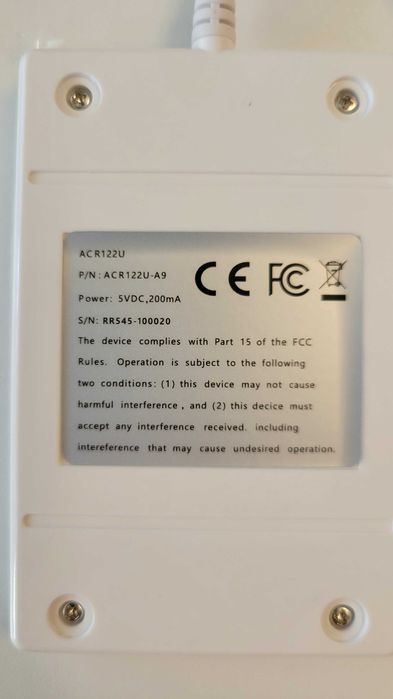 ACR122U
P/N: ACR122U-A9
CE FC
Power: 5VDC,200mA
S/N: RR545-100020
The device complies with Part 15 of the FCC
Rules. Operation is subject to the following
two conditions: (1) this device may not cause
harmful interference, and (2) this decice must
accept any interference received. including
intereference that may cause undesired operation.